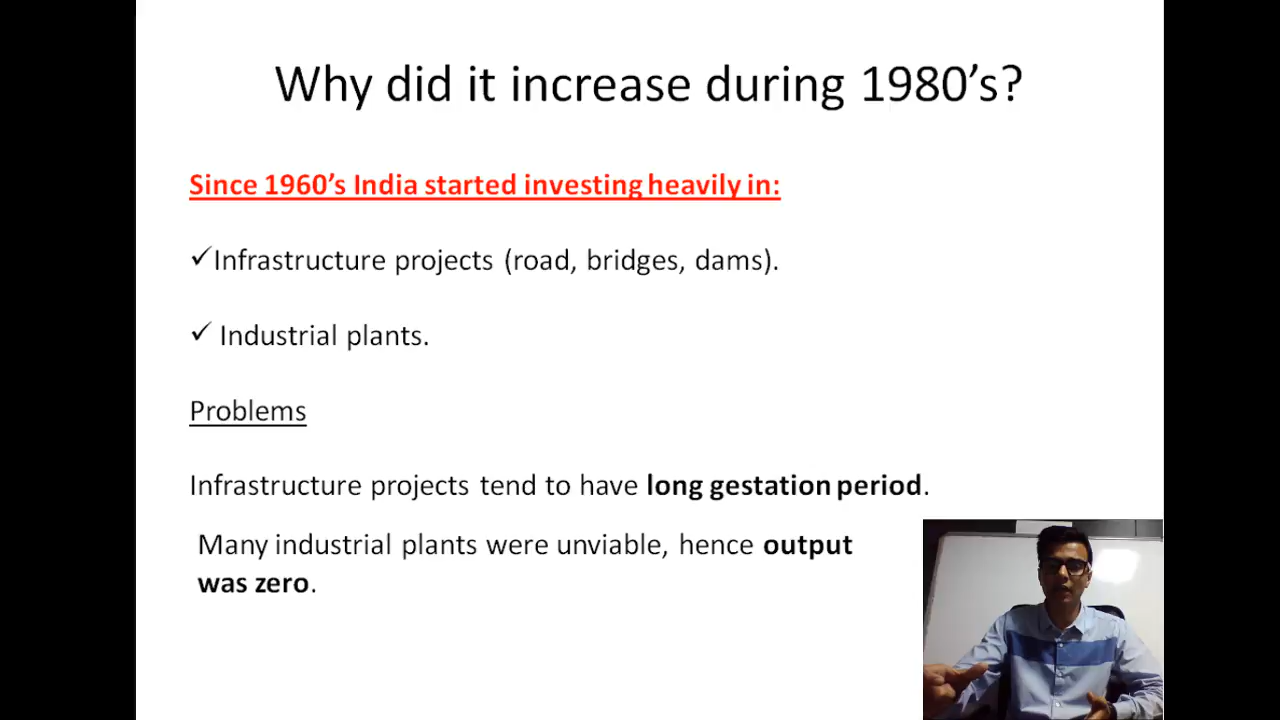 Why did it increase during 1980’s?
Since 1960’s India started investing heavily in:
✓Infrastructure projects (road, bridges, dams).
✓ Industrial plants.
Problems
Infrastructure projects tend to have long gestation period.
Many industrial plants were unviable, hence output
was zero.